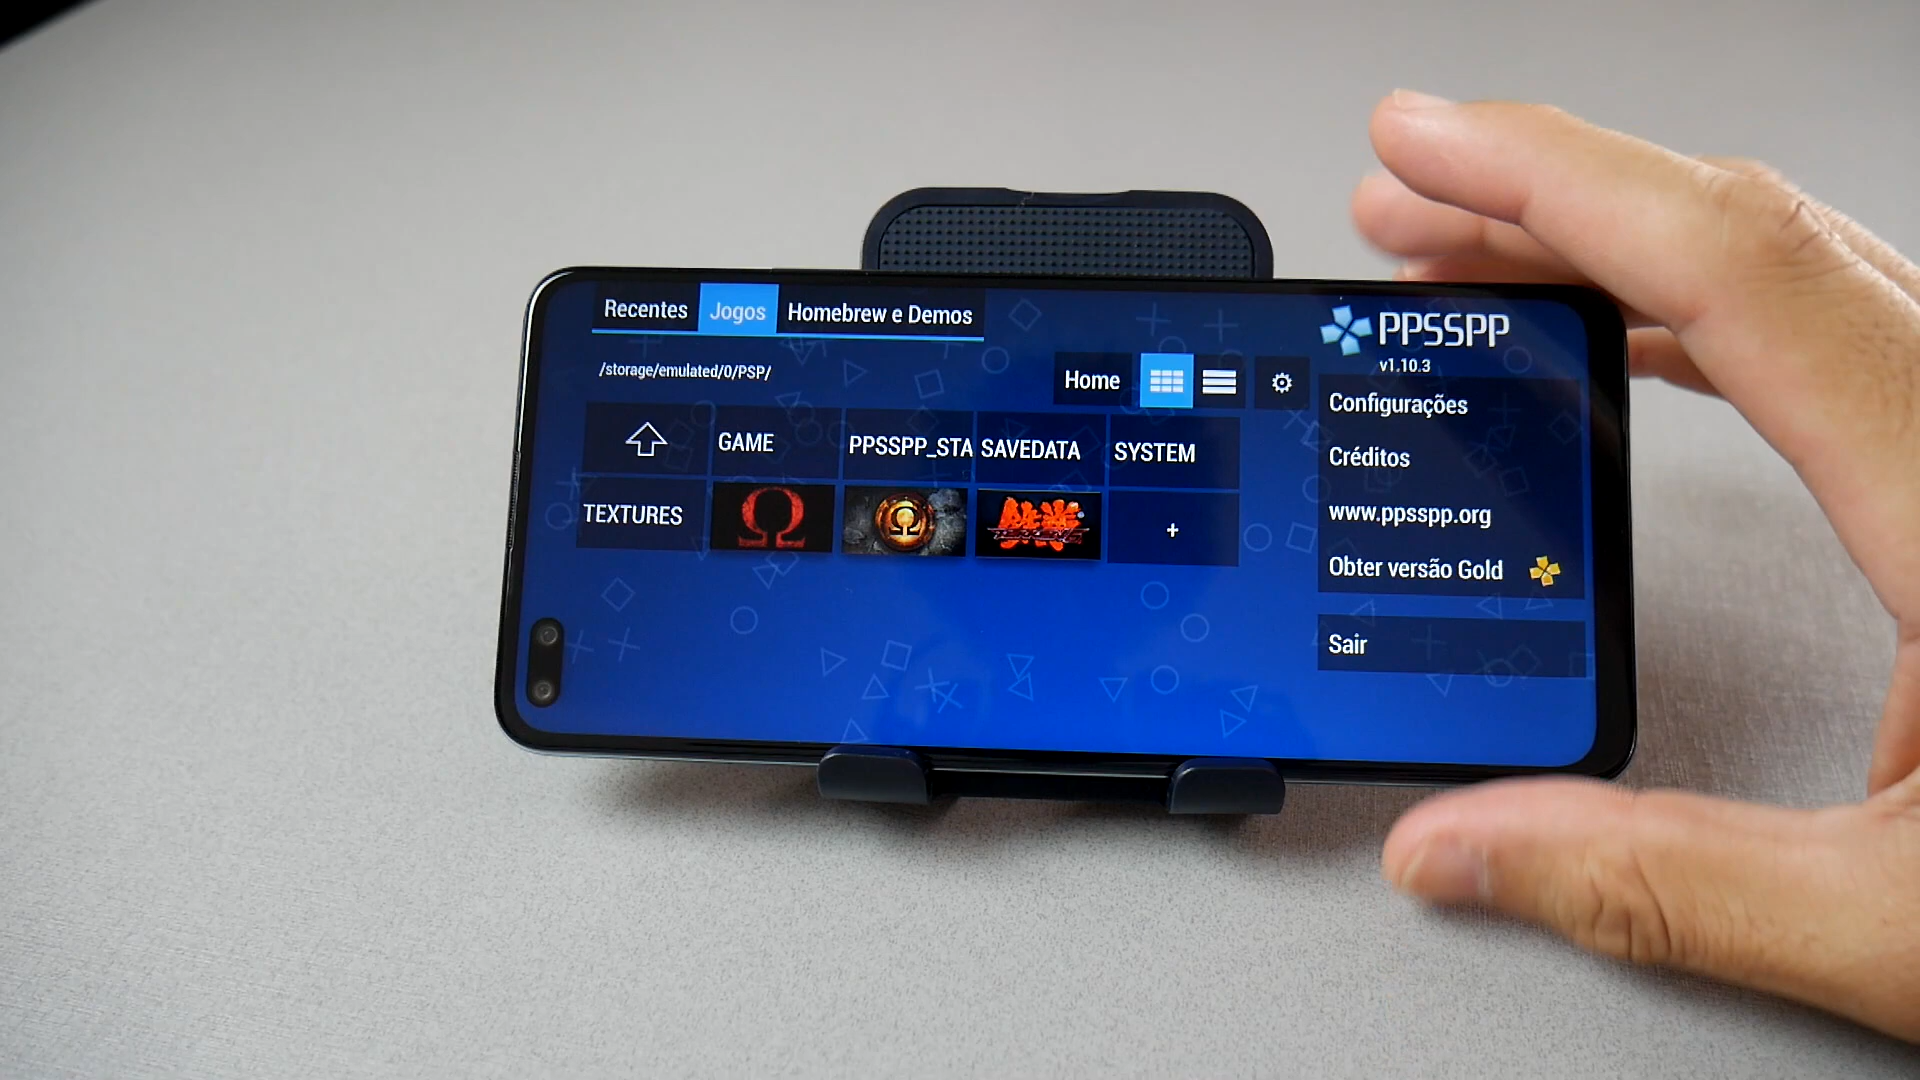 Recentes Jogos Homebrew e Demos
PPSSPP
v1.10.3
/storage/emulated/0/PSP/
Home
Configurações
GAME PPSSPP_STA SAVEDATA SYSTEM
Créditos
TEXTURES Ω Ω
+
www.ppsspp.org
Obter versão Gold
Sair